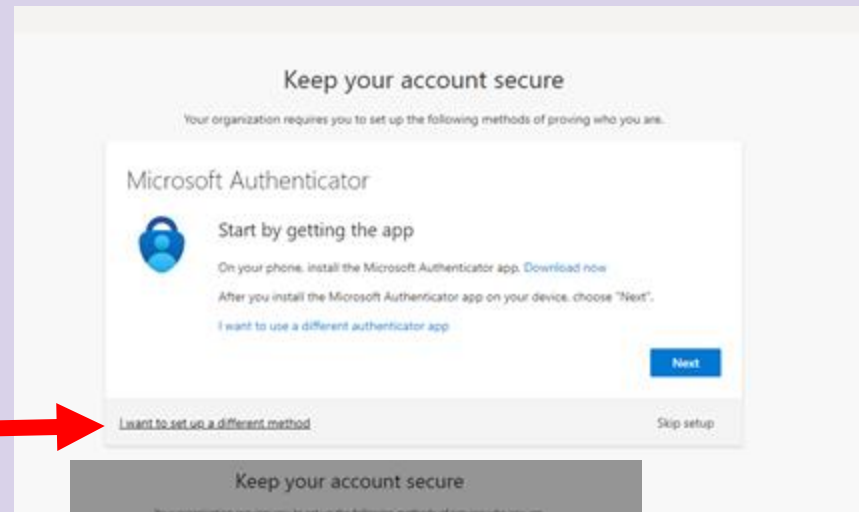 Keep your account secure
Your organization requires you to set up the following methods of proving who you are.
Microsoft Authenticator
Start by getting the app
On your phone, install the Microsoft Authenticator app. Download now
After you install the Microsoft Authenticator app on your device, choose "Next".
I want to use a different authenticator app
Next
I want to set up a different method
Skip setup
Keep your account secure